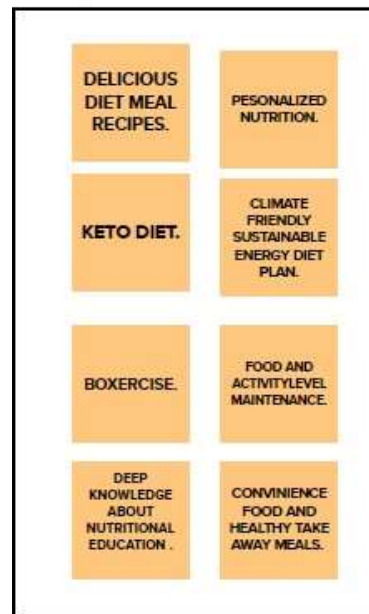 DELICIOUS
DIET MEAL
RECIPES.
PESONALIZED
NUTRITION.
KETO DIET.
CLIMATE
FRIENDLY
SUSTAINABLE
ENERGY DIET
PLAN.
BOXERCISE.
FOOD AND
ACTIVITYLEVEL
MAINTENANCE.
DEEP
KNOWLEDGE
ABOUT
NUTRITIONAL
EDUCATION .
CONVINIENCE
FOOD AND
HEALTHY TAKE
AWAY MEALS.